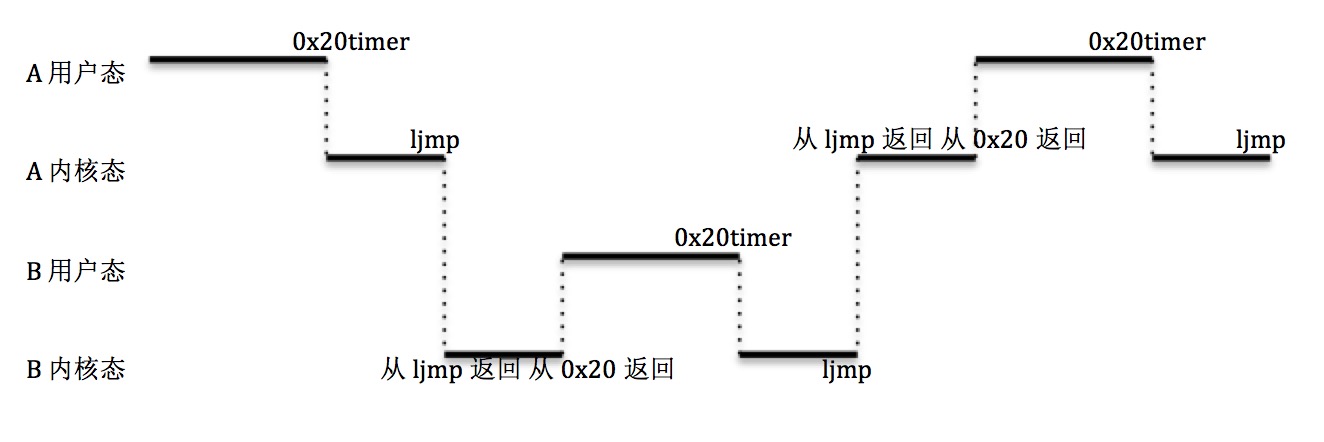 0x20timer
0x20timer
A 用户态
ljmp
从 ljmp 返回 从 0x20 返回
ljmp
A 内核态
0x20timer
B 用户态
从 ljmp 返回 从 0x20 返回
ljmp
B 内核态